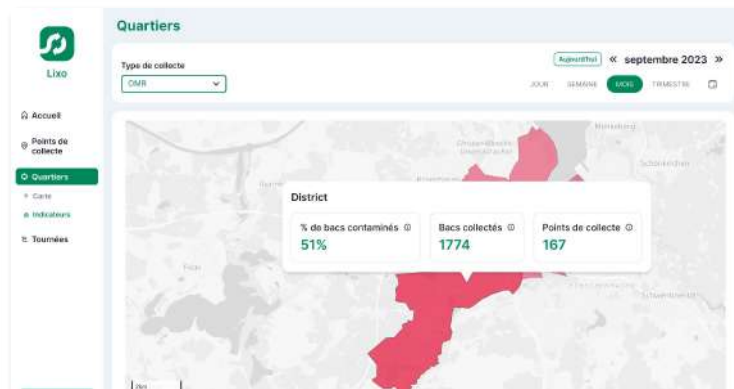 Quartiers
Lixo
Type de collecte
OMR
Aujourd'hui « septembre 2023 »
JOUR SEMAINE MOIS TRIMESTRE
Accueil
Points de
collecte
Quartiers
Carte
Indicateurs
Tournées
District
% de bacs contaminés
51%
Bacs collectés
1774
Points de collecte
167